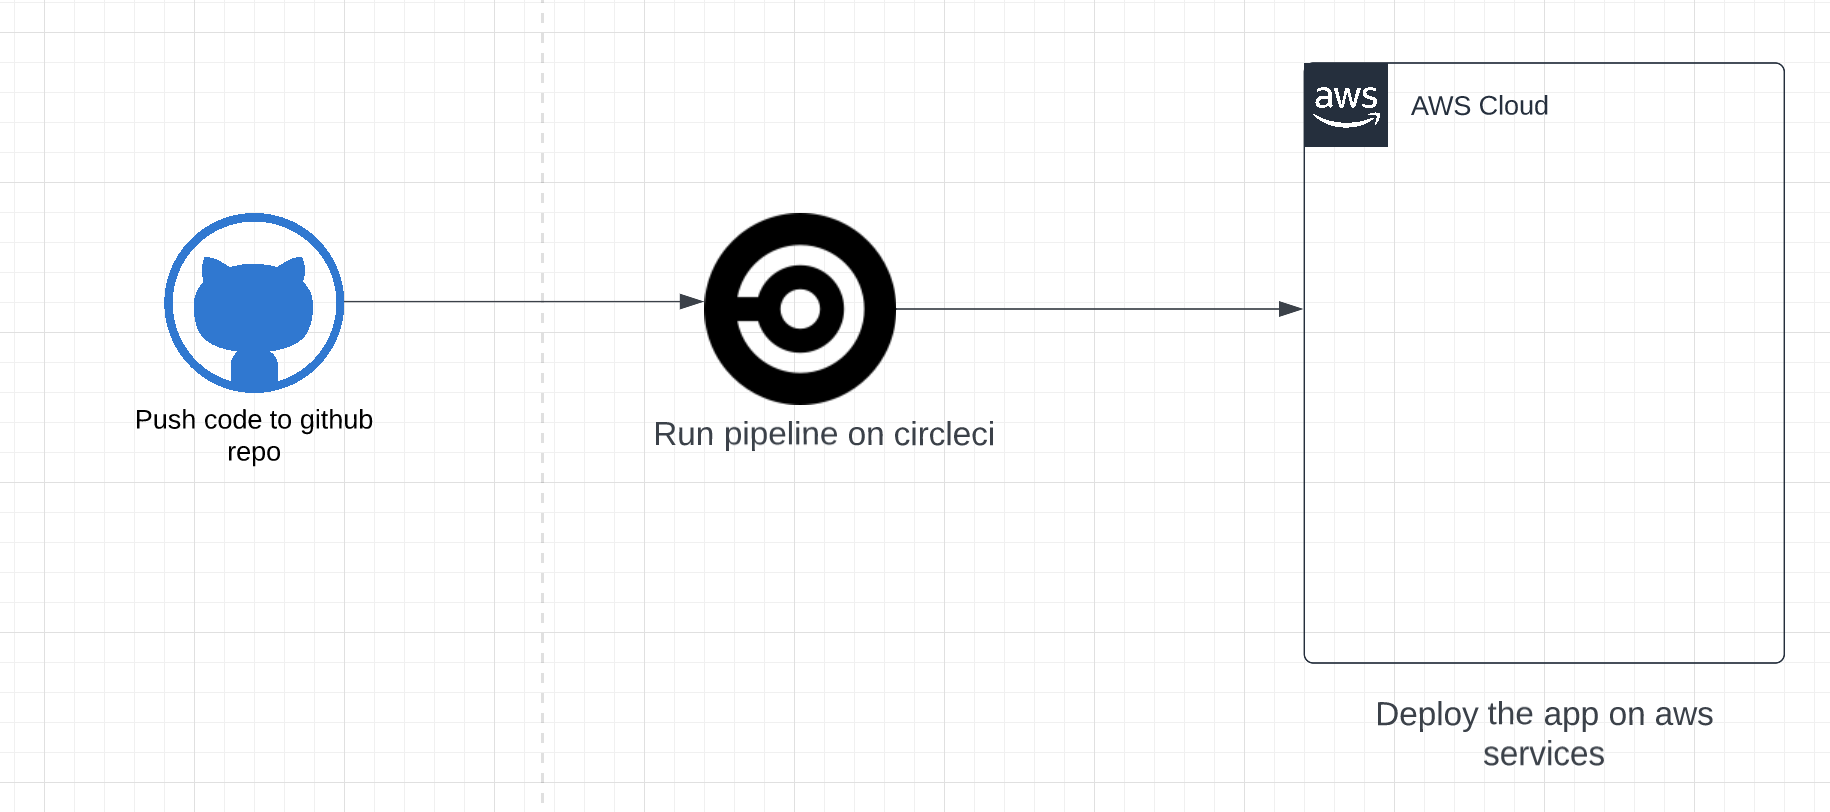 aws
AWS Cloud
Push code to github
repo
Run pipeline on circleci
Deploy the app on aws
services